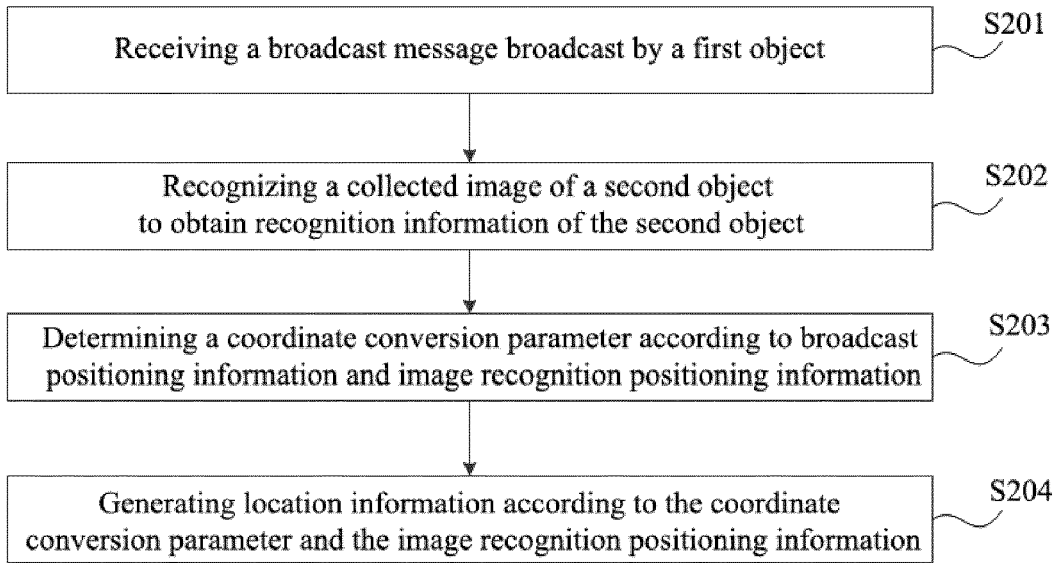 Receiving a broadcast message broadcast by a first object
S201
Recognizing a collected image of a second object
to obtain recognition information of the second object
S202
Determining a coordinate conversion parameter according to broadcast
positioning information and image recognition positioning information
S203
Generating location information according to the coordinate
conversion parameter and the image recognition positioning information
S204